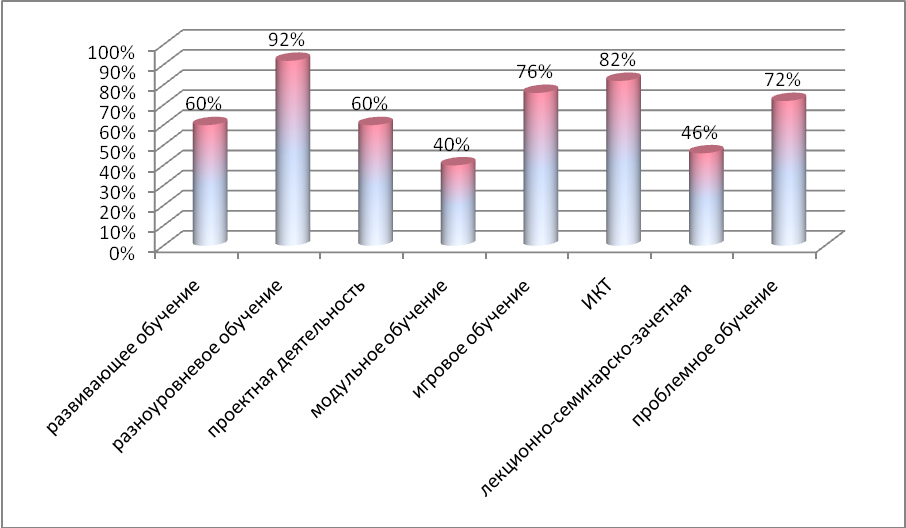 100%
90%
80%
70%
60%
50%
40%
30%
20%
10%
0%
60%
92%
60%
40%
76%
82%
46%
72%
развивающее обучение
разноуровневое обучение
проектная деятельность
модульное обучение
игровое обучение
ИКТ
лекционно-семинарско-зачетная
проблемное обучение